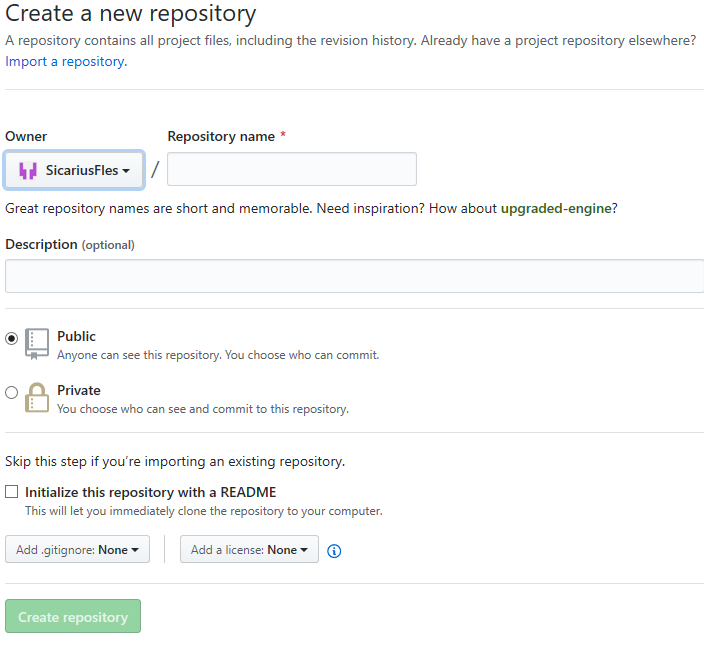 Create a new repository
A repository contains all project files, including the revision history. Already have a project repository elsewhere?
Import a repository.
Owner
Repository name *
SicariusFles
/
Great repository names are short and memorable. Need inspiration? How about upgraded-engine?
Description (optional)
Public
Anyone can see this repository. You choose who can commit.
Private
You choose who can see and commit to this repository.
Skip this step if you’re importing an existing repository.
Initialize this repository with a README
This will let you immediately clone the repository to your computer.
Add .gitignore: None
Add a license: None
Create repository